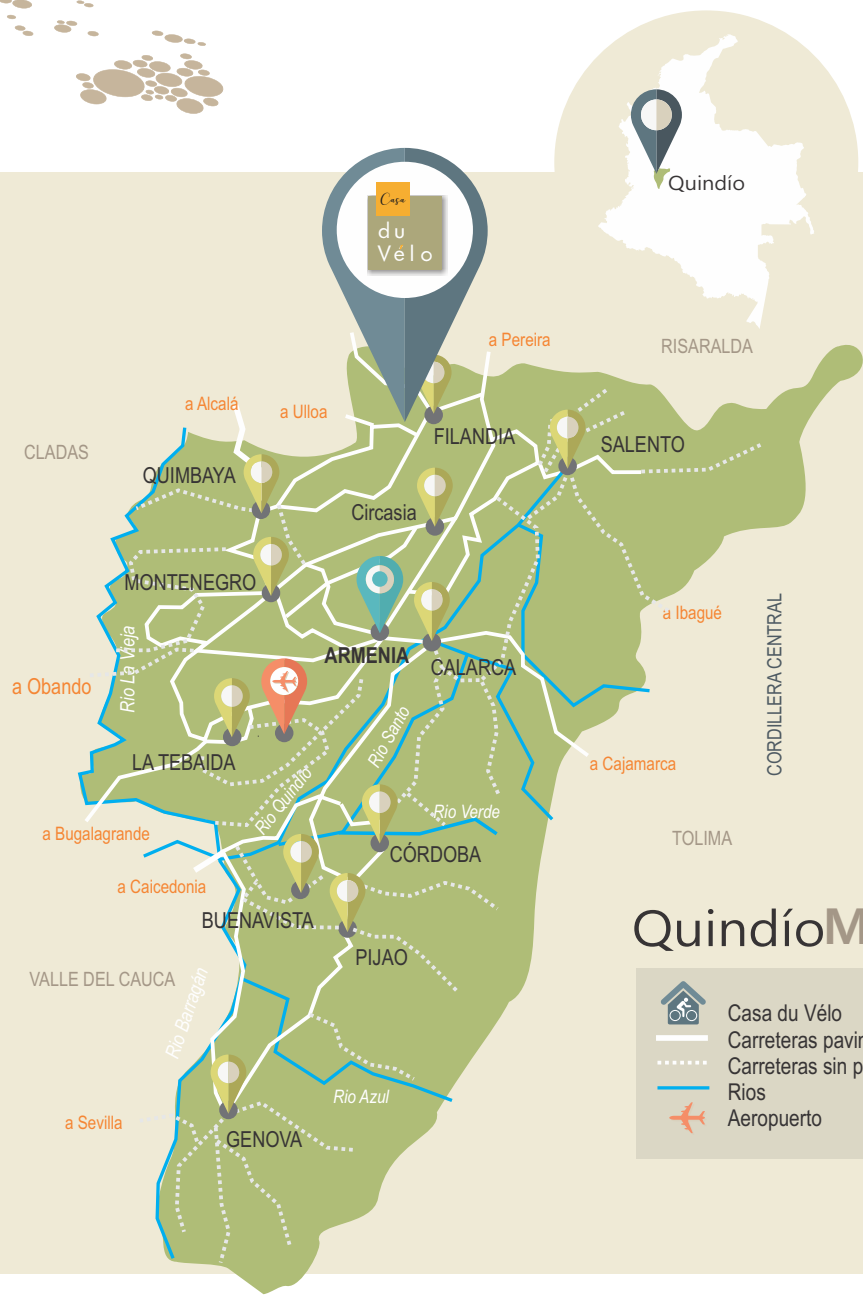 Quindío
Casa
du
Vélo
a Pereira
RISARALDA
a Alcalá
a Ulloa
FILANDIA
SALENTO
CLADAS
QUIMBAYA
Circasia
MONTENEGRO
a Ibagué
CORDILLERA CENTRAL
Rio La Vieja
ARMENIA
CALARCA
a Obando
Rio Santo
LA TEBAIDA
a Cajamarca
Rio Quindío
Rio Verde
a Bugalagrande
TOLIMA
CÓRDOBA
a Caicedonia
BUENAVISTA
QuindíoM
PIJAO
VALLE DEL CAUCA
Rio Barragán
Casa du Vélo
Carreteras pavim
Carreteras sin p
Rios
Aeropuerto
Rio Azul
a Sevilla
GENOVA